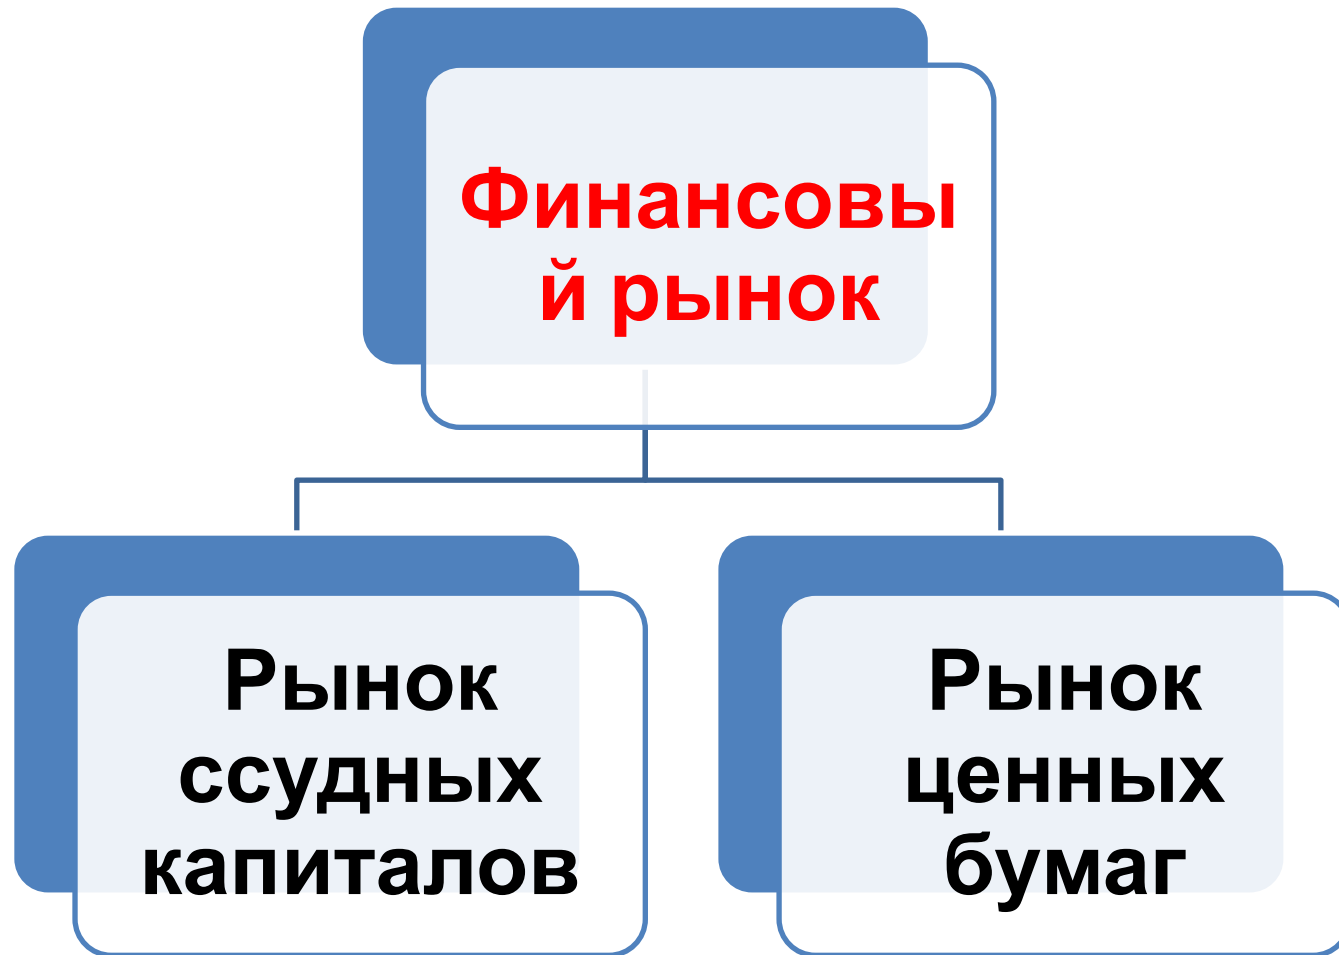 Финансовы
й рынок
Рынок
ссудных
капиталов
Рынок
ценных
бумаг